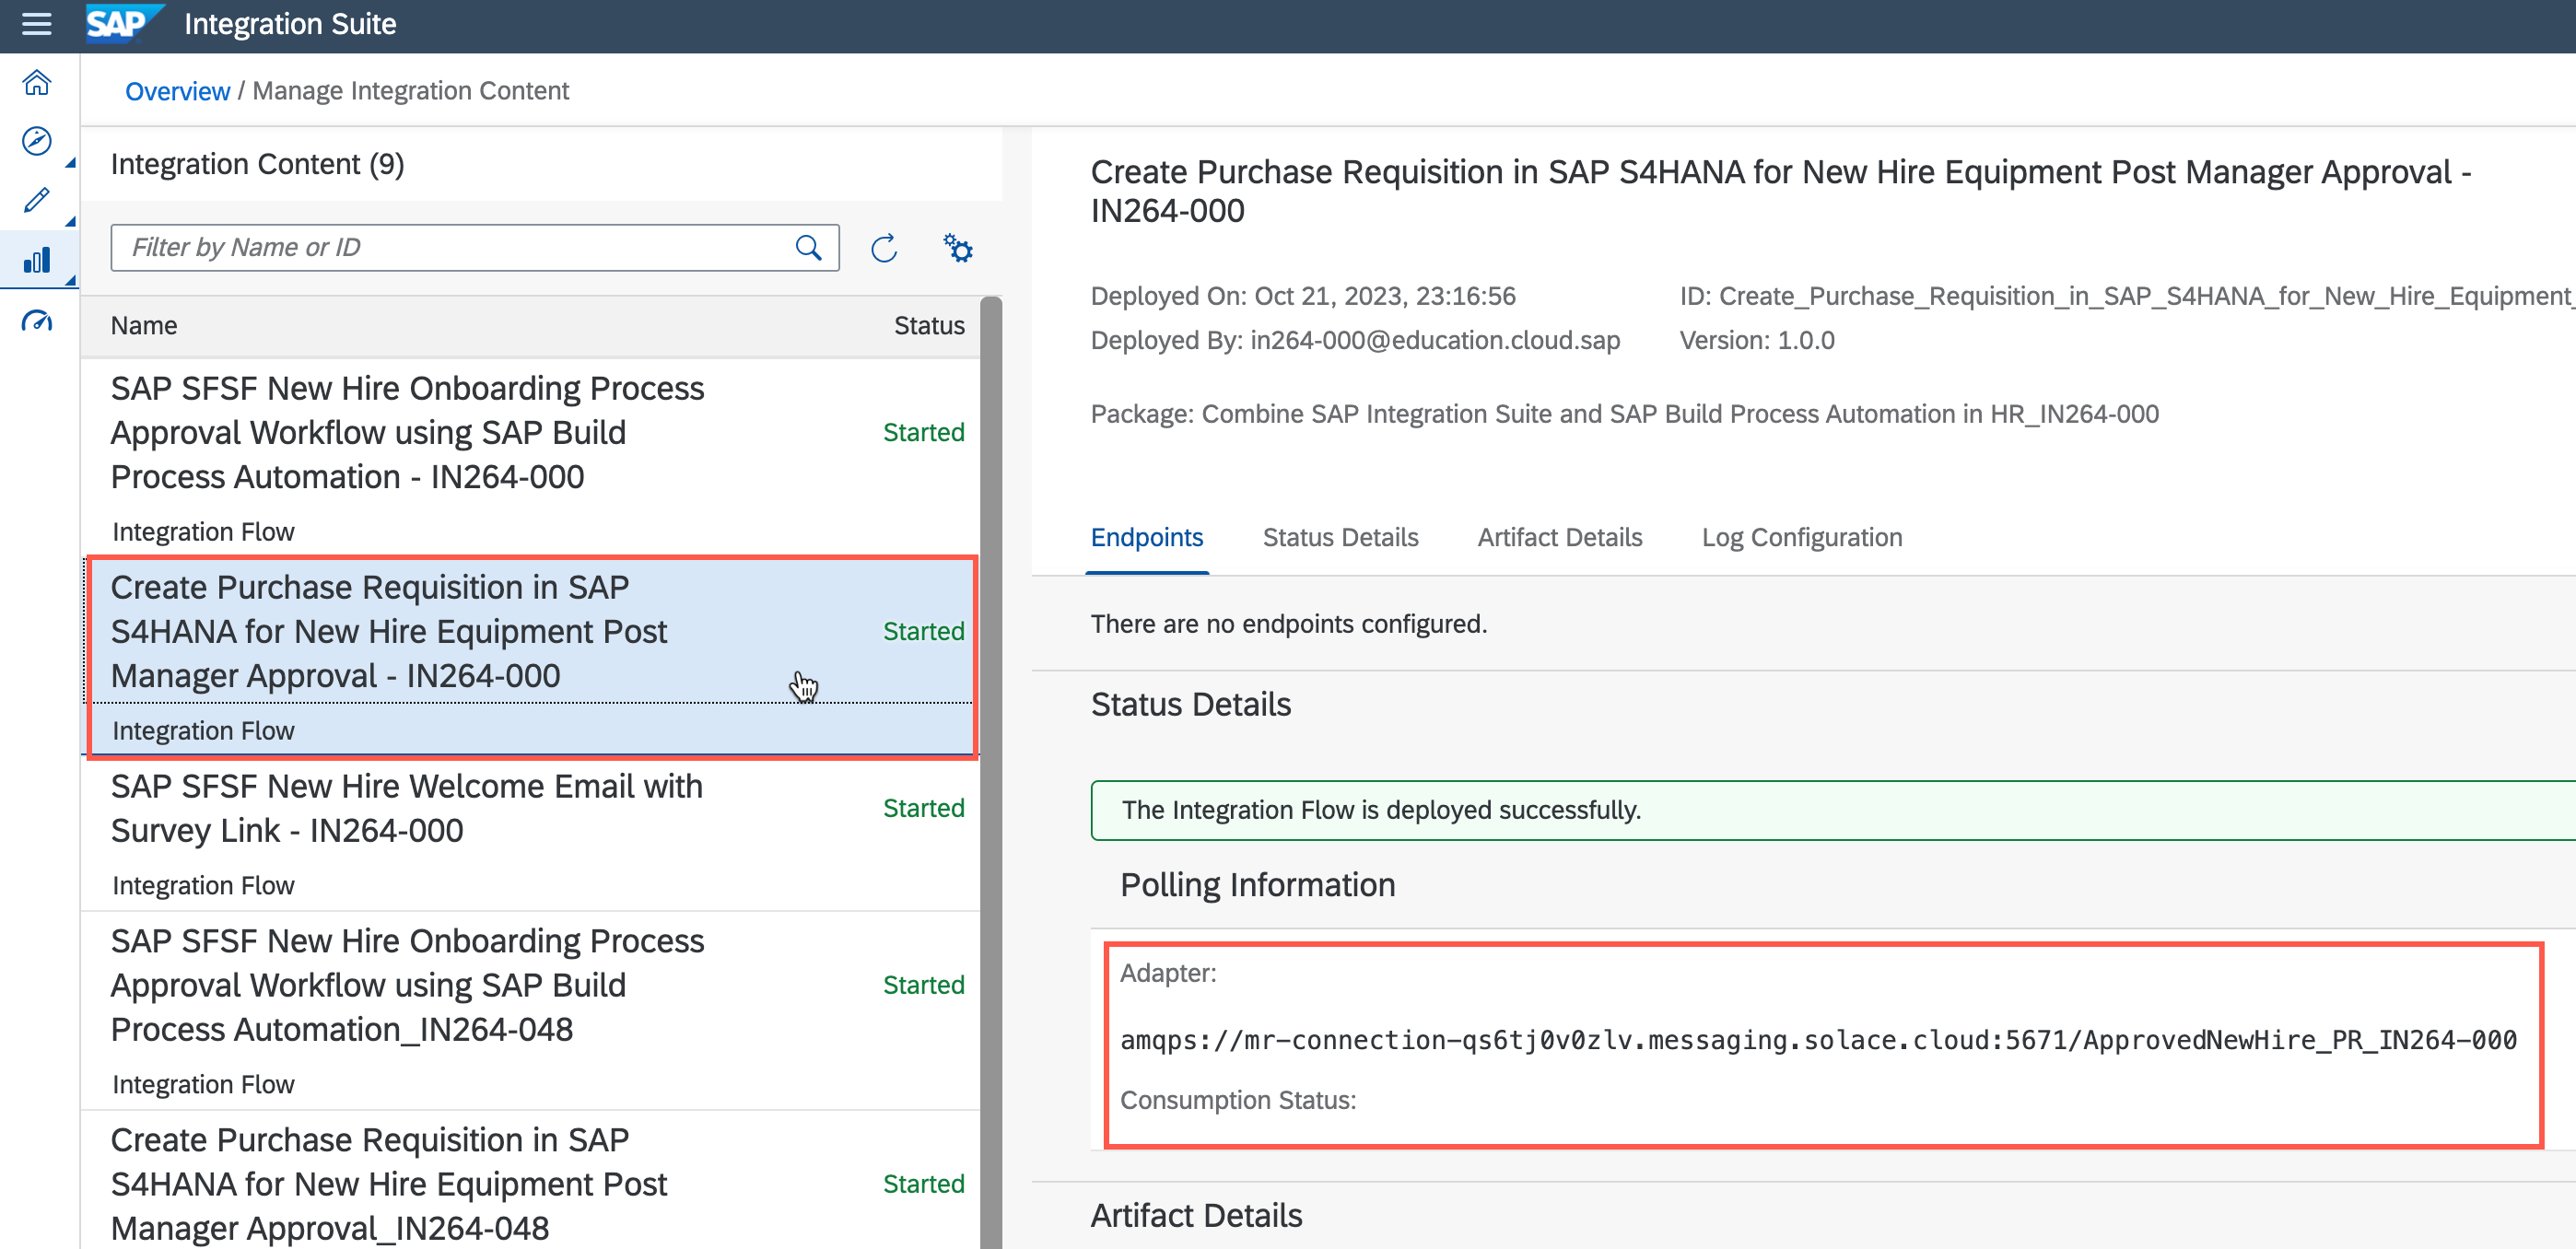 SAP Integration Suite
Overview / Manage Integration Content
Integration Content (9)
Filter by Name or ID
Name Status
SAP SFSF New Hire Onboarding Process
Approval Workflow using SAP Build
Process Automation - IN264-000
Started
Integration Flow
Create Purchase Requisition in SAP
S4HANA for New Hire Equipment Post
Manager Approval - IN264-000
Started
Integration Flow
SAP SFSF New Hire Welcome Email with
Survey Link - IN264-000
Started
Integration Flow
SAP SFSF New Hire Onboarding Process
Approval Workflow using SAP Build
Process Automation_IN264-048
Started
Integration Flow
Create Purchase Requisition in SAP
S4HANA for New Hire Equipment Post
Manager Approval_IN264-048
Started
Create Purchase Requisition in SAP S4HANA for New Hire Equipment Post Manager Approval -
IN264-000
Deployed On: Oct 21, 2023, 23:16:56
ID: Create_Purchase_Requisition_in_SAP_S4HANA_for_New_Hire_Equipment_
Deployed By: in264-000@education.cloud.sap
Version: 1.0.0
Package: Combine SAP Integration Suite and SAP Build Process Automation in HR_IN264-000
Endpoints Status Details Artifact Details Log Configuration
There are no endpoints configured.
Status Details
The Integration Flow is deployed successfully.
Polling Information
Adapter:
amqps://mr-connection-qs6tj0v0zlv.messaging.solace.cloud:5671/ApprovedNewHire_PR_IN264-000
Consumption Status:
Artifact Details